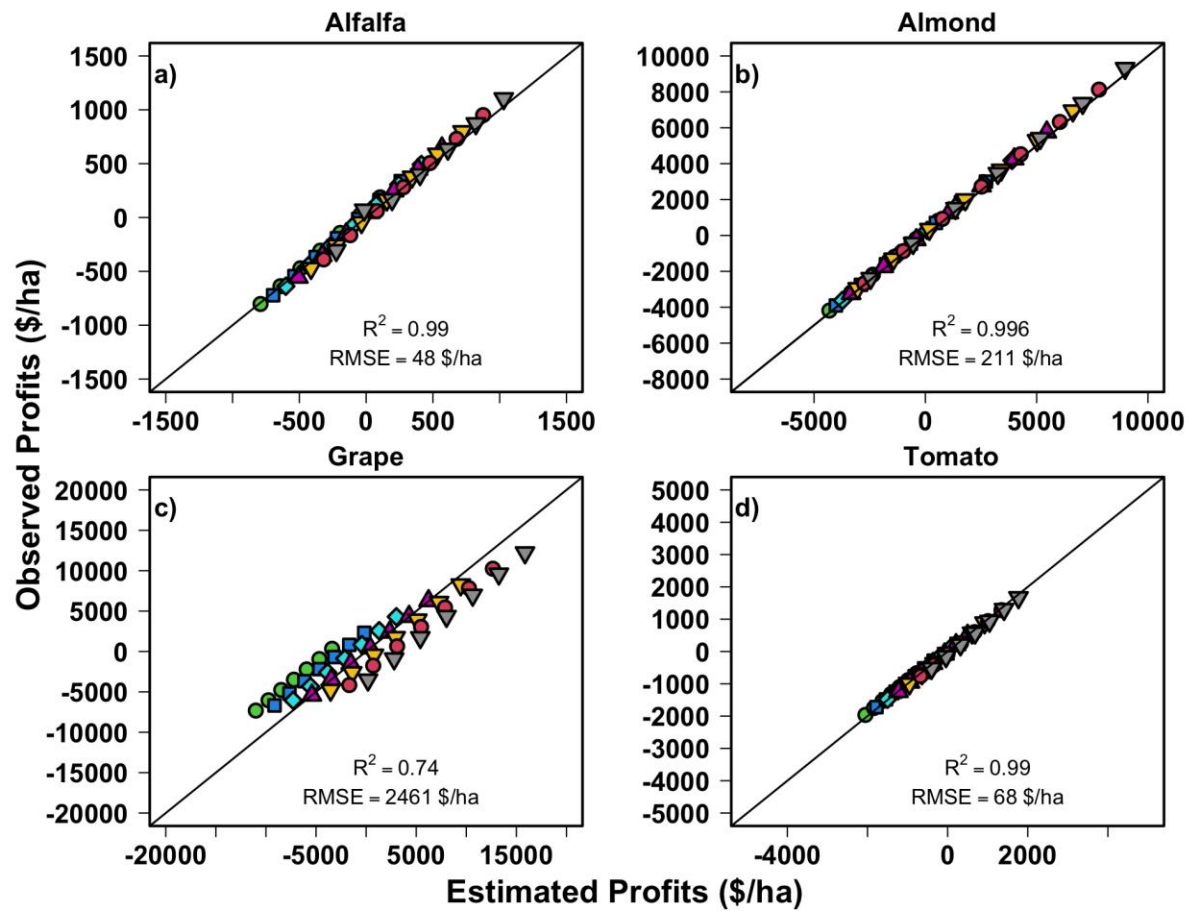 Alfalfa
a)
1500
1000
500
0
-500
-1000
-1500
R² = 0.99
RMSE = 48 $/ha
-1500 -500 0 500 1500
Almond
b)
10000
8000
6000
4000
2000
0
-2000
-4000
-6000
-8000
R² = 0.996
RMSE = 211 $/ha
-5000 0 5000 10000
Observed Profits ($/ha)
Grape
c)
20000
15000
10000
5000
0
-5000
-10000
-15000
-20000
R² = 0.74
RMSE = 2461 $/ha
-20000 -5000 5000 15000
Tomato
d)
5000
4000
3000
2000
1000
0
-1000
-2000
-3000
-4000
-5000
R² = 0.99
RMSE = 68 $/ha
-4000 0 2000
Estimated Profits ($/ha)